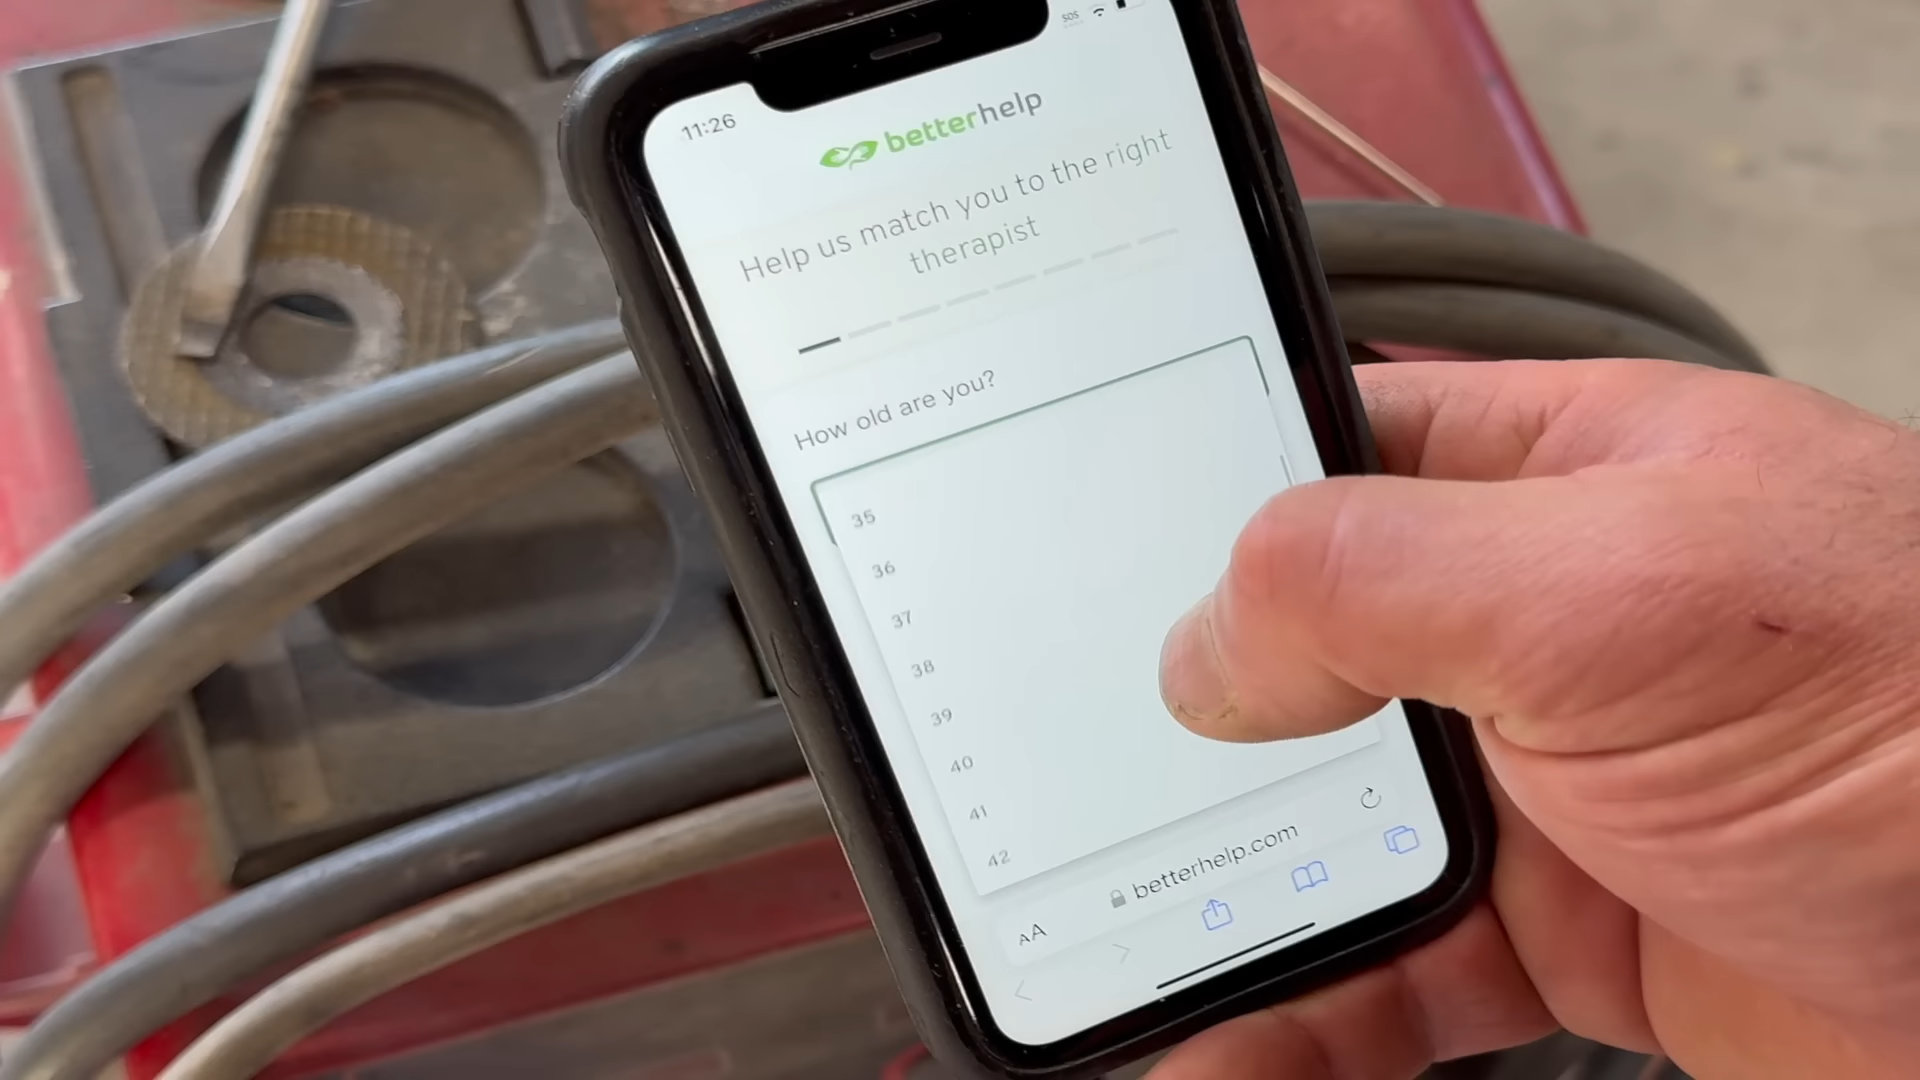 SOS
11:26
betterhelp
Help us match you to the right
therapist
How old are you?
35
36
37
38
39
40
41
42
AA
betterhelp.com